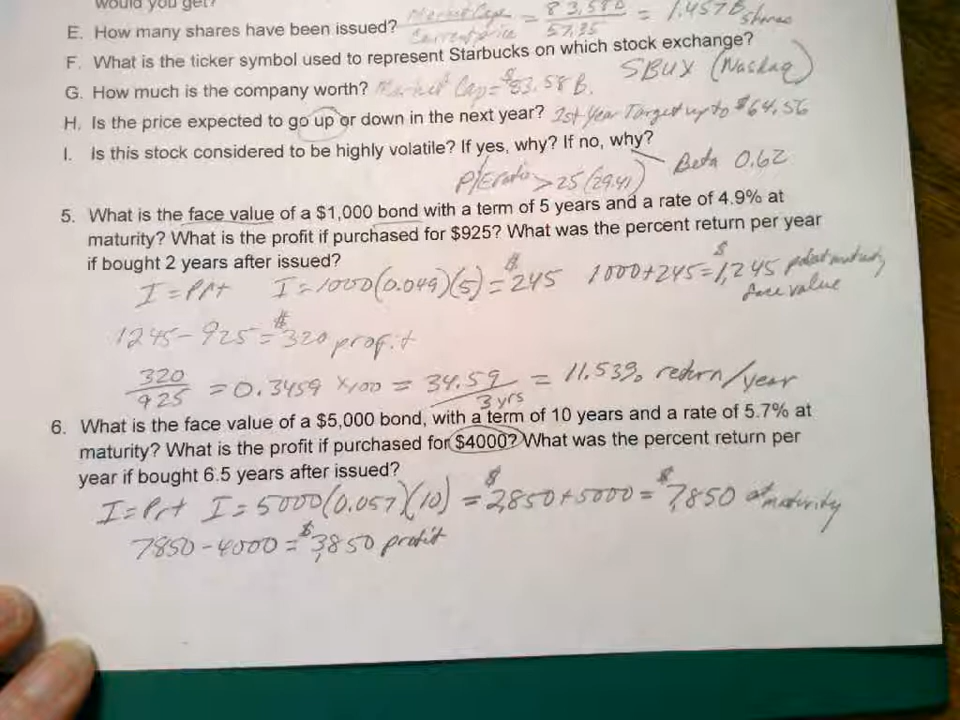 would you get?
E. How many shares have been issued? Market Cap / Current price = 83,580 / 57.35 = 1.457B shares
F. What is the ticker symbol used to represent Starbucks on which stock exchange?
SBUX (Nasdaq)
G. How much is the company worth? Market Cap = $83.58 B.
H. Is the price expected to go up or down in the next year? 1st Year Target up to $64.56
I. Is this stock considered to be highly volatile? If yes, why? If no, why?
P/E ratio > 25 (29.41) Beta 0.62
5. What is the face value of a $1,000 bond with a term of 5 years and a rate of 4.9% at
maturity? What is the profit if purchased for $925? What was the percent return per year
if bought 2 years after issued?
I = Prt I = 1000(0.049)(5) = $245 1000+245 = $1,245 maturity
face value
1245 - 925 = $320 profit
320 / 925 = 0.3459 x100 = 34.59 / 3 yrs = 11.53% return/year
6. What is the face value of a $5,000 bond, with a term of 10 years and a rate of 5.7% at
maturity? What is the profit if purchased for $4000? What was the percent return per
year if bought 6.5 years after issued?
I = Prt I = 5000(0.057)(10) = $2,850+5000 = $7,850 at maturity
7850 - 4000 = $3,850 profit